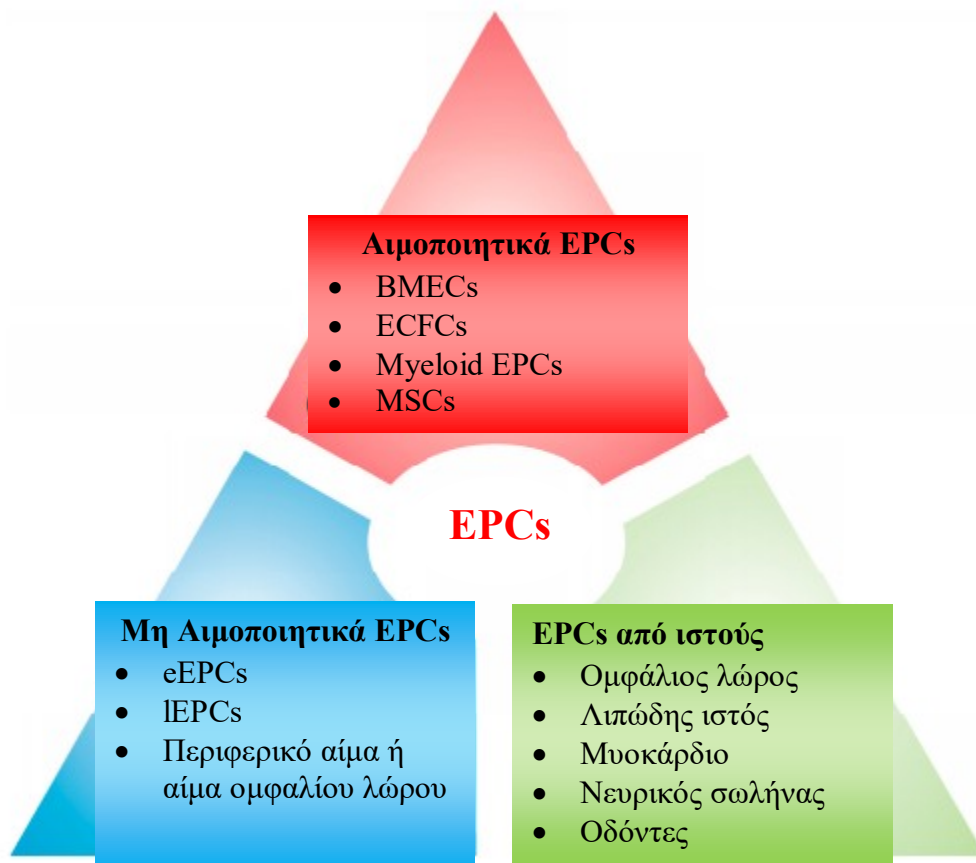 Αιμοποιητικά EPCs
• BMECs
• ECFCs
• Myeloid EPCs
• MSCs
EPCs
Μη Αιμοποιητικά EPCs
• eEPCs
• lEPCs
• Περιφερικό αίμα ή
αίμα ομφαλίου λώρου
EPCs από ιστούς
• Ομφάλιος λώρος
• Λιπώδης ιστός
• Μυοκάρδιο
• Νευρικός σωλήνας
• Οδόντες